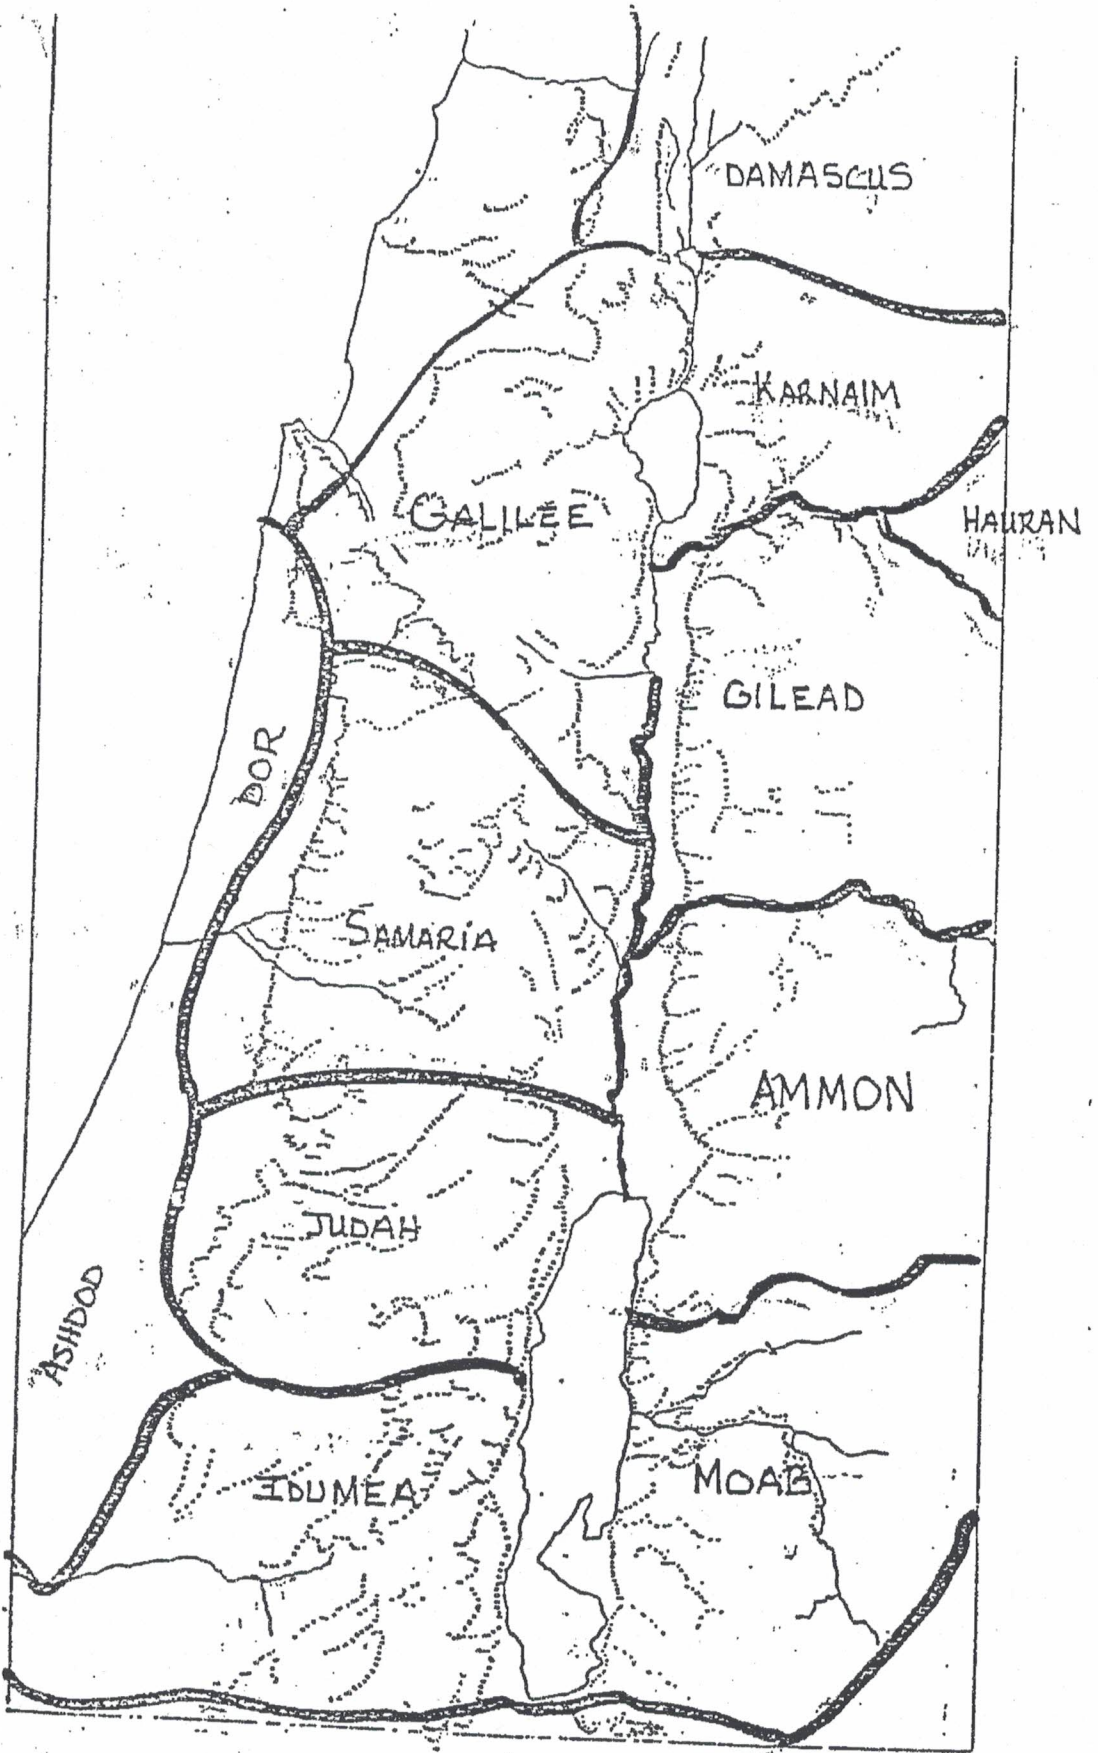 DAMASCUS
KARNAIM
GALILEE
HAURAN
GILEAD
DOR
SAMARIA
AMMON
JUDAH
ASHDOD
IDUMEA
MOAB